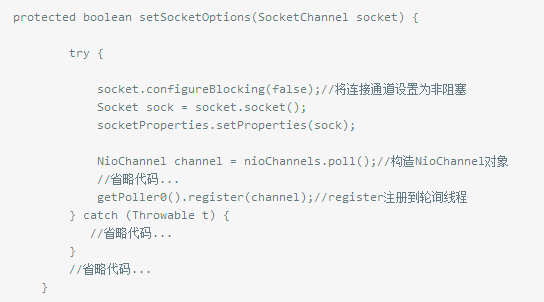 protected boolean setSocketOptions(SocketChannel socket) {
try {
socket.configureBlocking(false);//将连接通道设置为非阻塞
Socket sock = socket.socket();
socketProperties.setProperties(sock);
NioChannel channel = nioChannels.poll();//构造NioChannel对象
//省略代码...
getPoller0().register(channel);//register注册到轮询线程
} catch (Throwable t) {
//省略代码...
}
//省略代码...
}